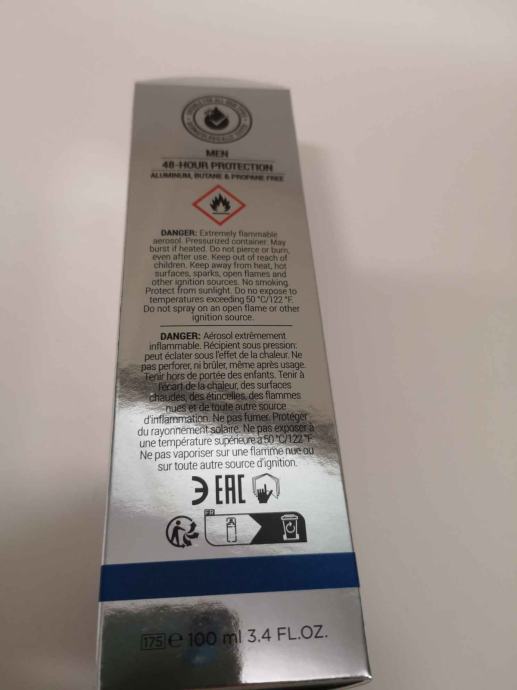 MEN
48-HOUR PROTECTION
ALUMINUM, BUTANE & PROPANE FREE
DANGER: Extremely flammable
aerosol. Pressurized container. May
burst if heated. Do not pierce or burn,
even after use. Keep out of reach of
children. Keep away from heat, hot
surfaces, sparks, open flames and
other ignition sources. No smoking.
Protect from sunlight. Do no expose to
temperatures exceeding 50 °C/122 °F.
Do not spray on an open flame or other
ignition source.
DANGER: Aérosol extrêmement
inflammable. Récipient sous pression:
peut éclater sous l'effet de la chaleur. Ne
pas perforer, ni brûler, même après usage.
Tenir hors de portée des enfants. Tenir à
l'écart de la chaleur, des surfaces
chaudes, des étincelles, des flammes
nues et de toute autre source
d'inflammation. Ne pas fumer. Protéger
du rayonnement solaire. Ne pas exposer à
une température supérieure à 50 °C/122 °F
Ne pas vaporiser sur une flamme nue ou
sur toute autre source d'ignition.
Э EAC
FR
175 e 100 ml 3.4 FL.OZ.